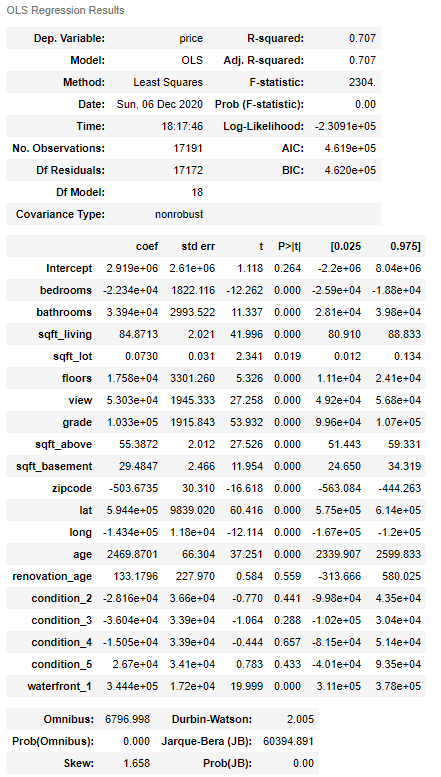 OLS Regression Results
Dep. Variable: price R-squared: 0.707
Model: OLS Adj. R-squared: 0.707
Method: Least Squares F-statistic: 2304.
Date: Sun, 06 Dec 2020 Prob (F-statistic): 0.00
Time: 18:17:46 Log-Likelihood: -2.3091e+05
No. Observations: 17191 AIC: 4.619e+05
Df Residuals: 17172 BIC: 4.620e+05
Df Model: 18
Covariance Type: nonrobust
coef std err t P>|t| [0.025 0.975]
Intercept 2.919e+06 2.61e+06 1.118 0.264 -2.2e+06 8.04e+06
bedrooms -2.234e+04 1822.116 -12.262 0.000 -2.59e+04 -1.88e+04
bathrooms 3.394e+04 2993.522 11.337 0.000 2.81e+04 3.98e+04
sqft_living 84.8713 2.021 41.996 0.000 80.910 88.833
sqft_lot 0.0730 0.031 2.341 0.019 0.012 0.134
floors 1.758e+04 3301.260 5.326 0.000 1.11e+04 2.41e+04
view 5.303e+04 1945.333 27.258 0.000 4.92e+04 5.68e+04
grade 1.033e+05 1915.843 53.932 0.000 9.96e+04 1.07e+05
sqft_above 55.3872 2.012 27.526 0.000 51.443 59.331
sqft_basement 29.4847 2.466 11.954 0.000 24.650 34.319
zipcode -503.6735 30.310 -16.618 0.000 -563.084 -444.263
lat 5.944e+05 9839.020 60.416 0.000 5.75e+05 6.14e+05
long -1.434e+05 1.18e+04 -12.114 0.000 -1.67e+05 -1.2e+05
age 2469.8701 66.304 37.251 0.000 2339.907 2599.833
renovation_age 133.1796 227.970 0.584 0.559 -313.666 580.025
condition_2 -2.816e+04 3.66e+04 -0.770 0.441 -9.98e+04 4.35e+04
condition_3 -3.604e+04 3.39e+04 -1.064 0.288 -1.02e+05 3.04e+04
condition_4 -1.505e+04 3.39e+04 -0.444 0.657 -8.15e+04 5.14e+04
condition_5 2.67e+04 3.41e+04 0.783 0.433 -4.01e+04 9.35e+04
waterfront_1 3.444e+05 1.72e+04 19.999 0.000 3.11e+05 3.78e+05
Omnibus: 6796.998 Durbin-Watson: 2.005
Prob(Omnibus): 0.000 Jarque-Bera (JB): 60394.891
Skew: 1.658 Prob(JB): 0.00